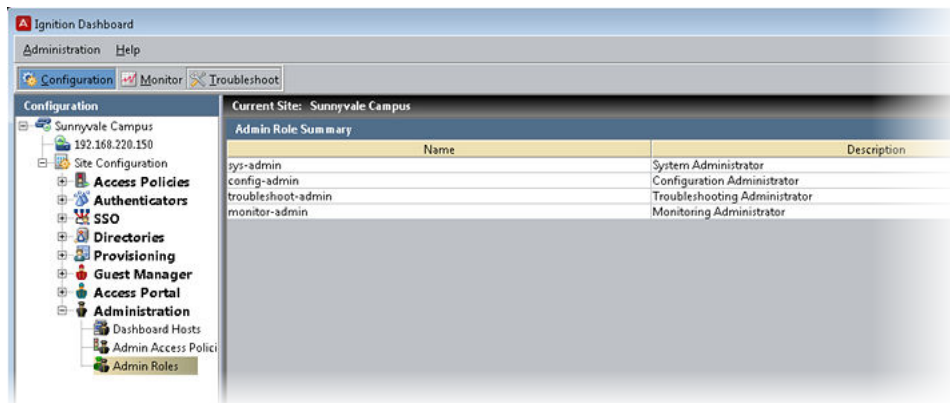 Ignition Dashboard
Administration Help
Configuration Monitor Troubleshoot
Configuration
Sunnyvale Campus
192.168.220.150
Site Configuration
Access Policies
Authenticators
SSO
Directories
Provisioning
Guest Manager
Access Portal
Administration
Dashboard Hosts
Admin Access Polici
Admin Roles
Current Site: Sunnyvale Campus
Admin Role Summary
Name Description
sys-admin System Administrator
config-admin Configuration Administrator
troubleshoot-admin Troubleshooting Administrator
monitor-admin Monitoring Administrator